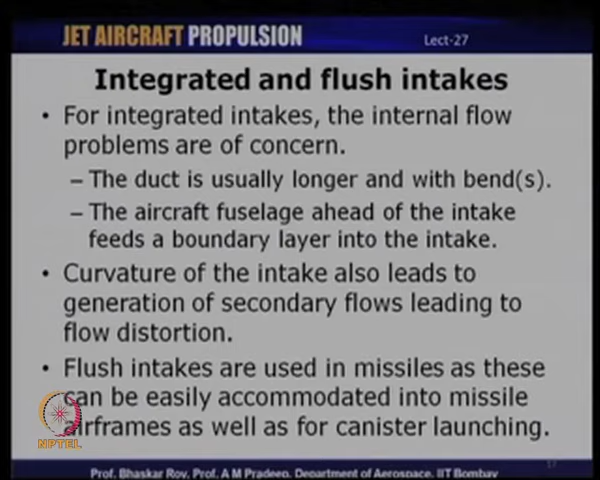 JET AIRCRAFT PROPULSION
Lect-27
Integrated and flush intakes
• For integrated intakes, the internal flow
problems are of concern.
– The duct is usually longer and with bend(s).
– The aircraft fuselage ahead of the intake
feeds a boundary layer into the intake.
• Curvature of the intake also leads to
generation of secondary flows leading to
flow distortion.
• Flush intakes are used in missiles as these
can be easily accommodated into missile
airframes as well as for canister launching.
NPTEL
Prof. Bhaskar Roy, Prof. A M Pradeep, Department of Aerospace, IIT Bombay
17